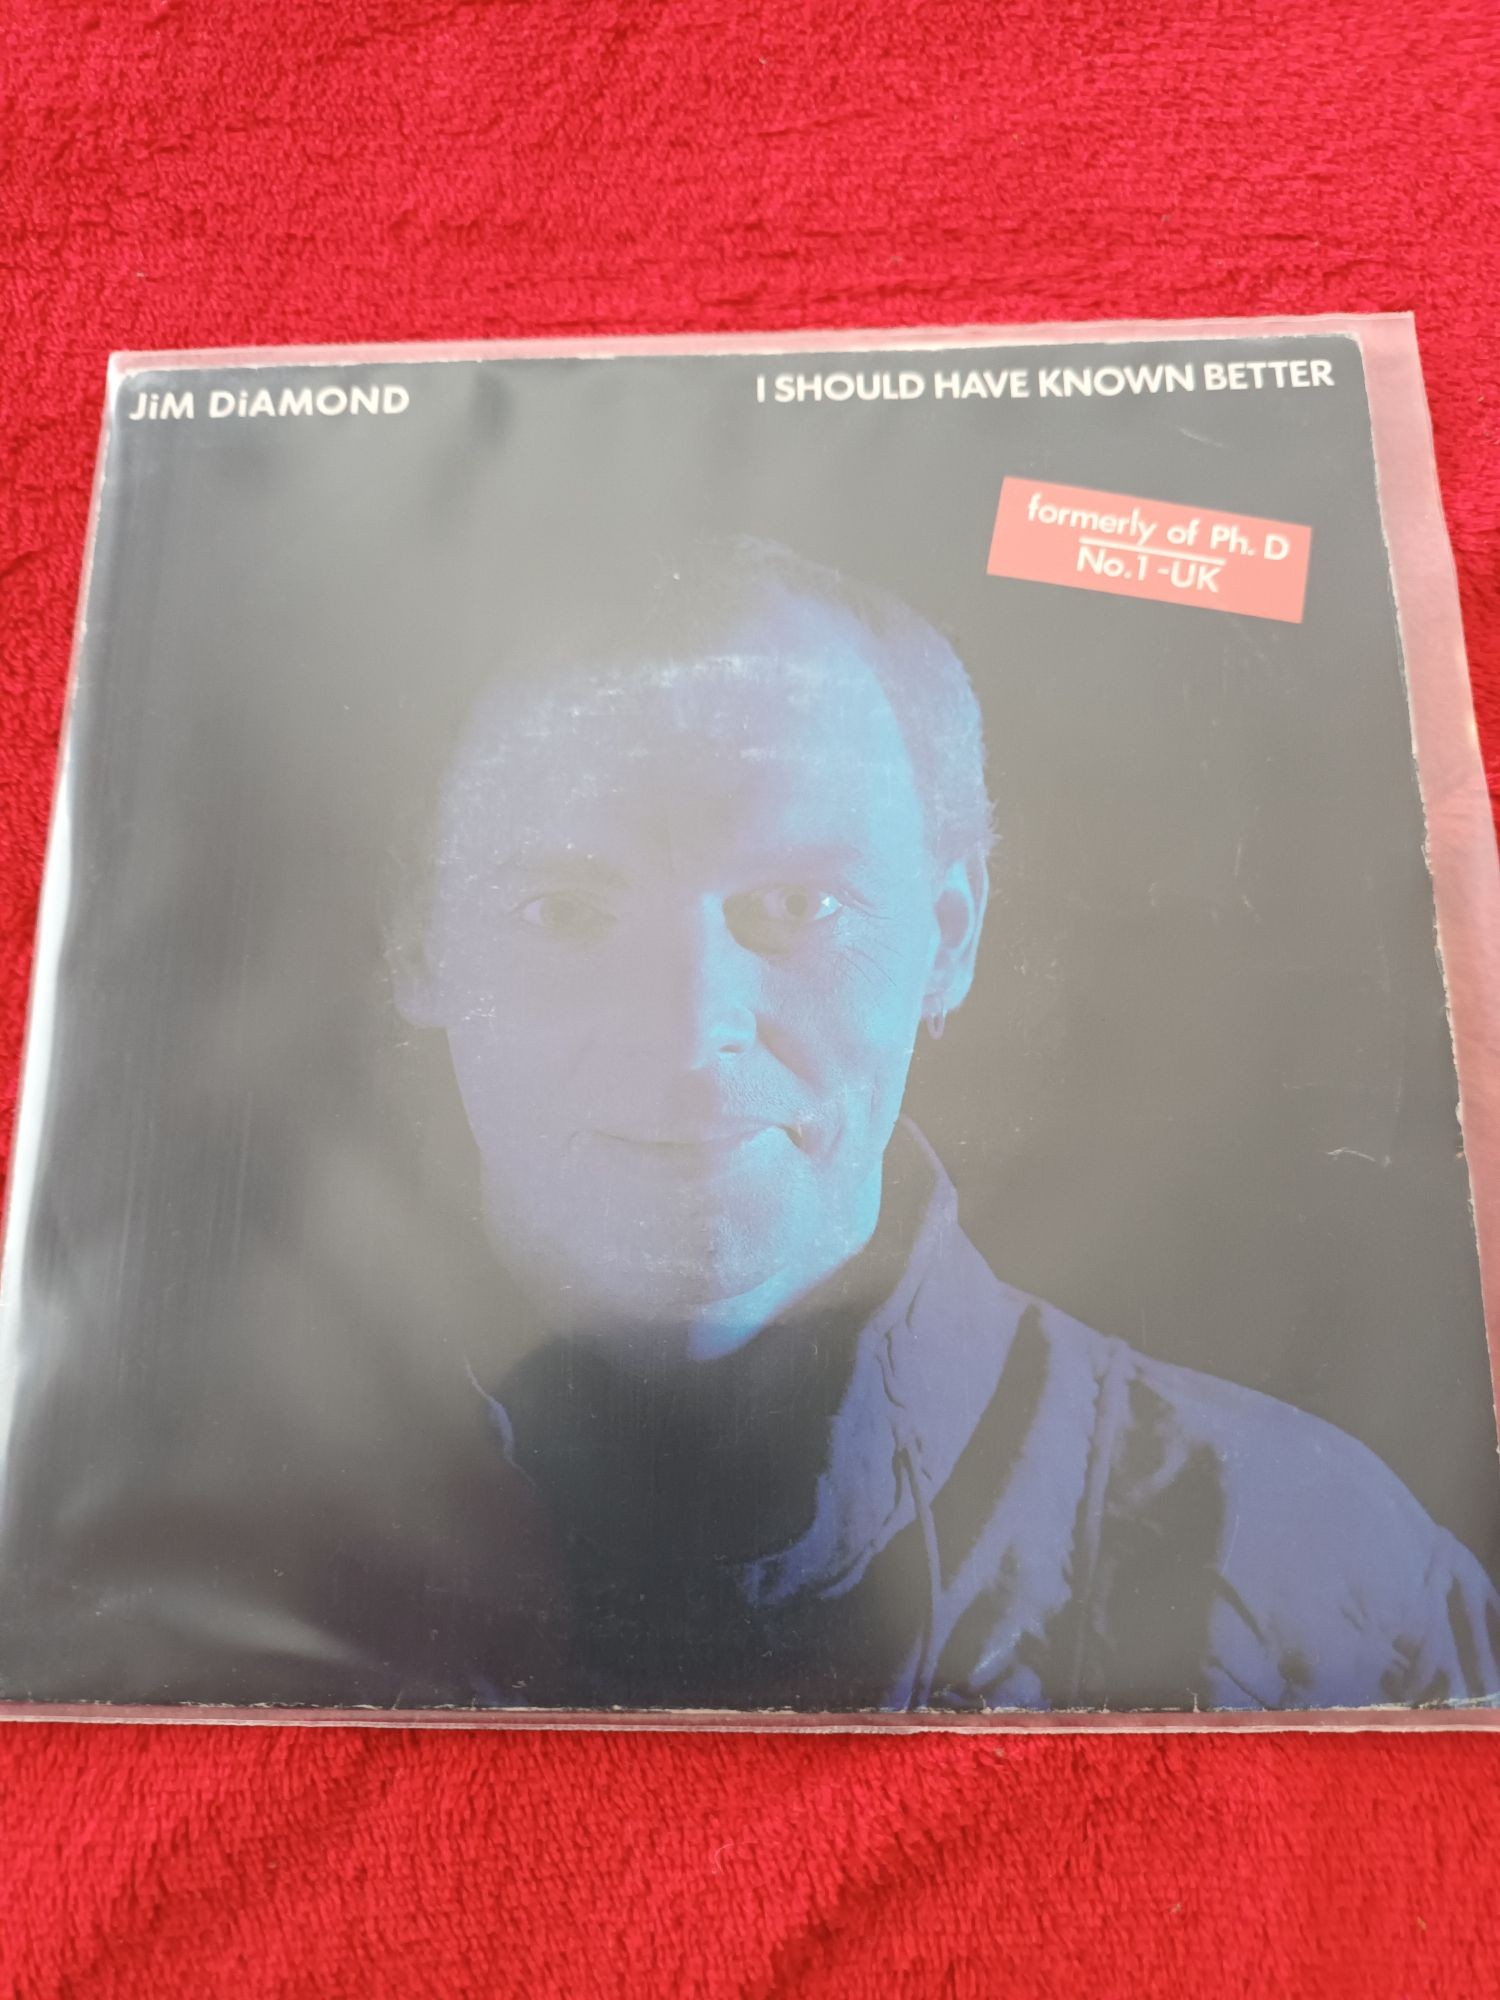 JiM DiAMOND
I SHOULD HAVE KNOWN BETTER
formerly of Ph. D
No.1 -UK